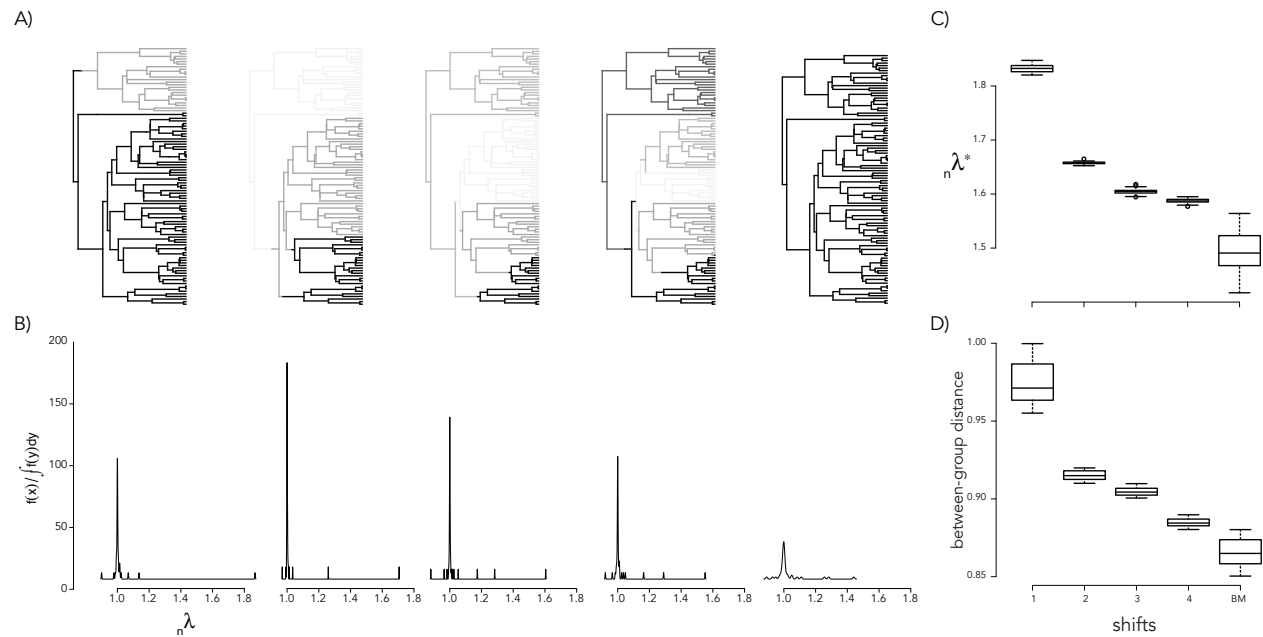 A)
B)
200
150
100
50
0
f(x)/∫f(y)dy
1.0 1.2 1.4 1.6 1.8
1.0 1.2 1.4 1.6 1.8
1.0 1.2 1.4 1.6 1.8
1.0 1.2 1.4 1.6 1.8
1.0 1.2 1.4 1.6 1.8
nλ
C)
1.8
1.7
nλ*
1.6
1.5
D)
1.00
0.95
0.90
0.85
between-group distance
1 2 3 4 BM
shifts